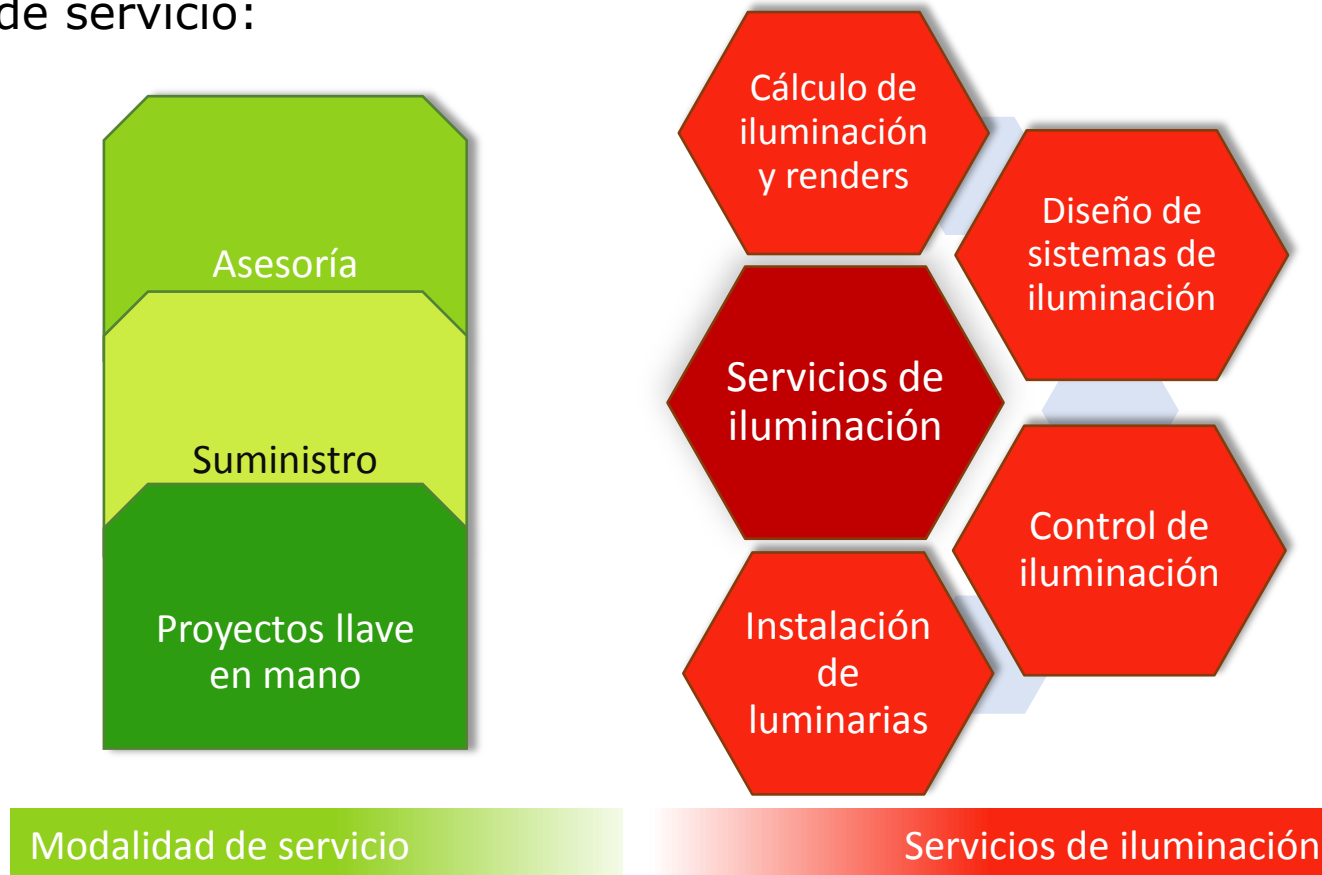 de servicio:
Asesoría
Suministro
Proyectos llave
en mano
Modalidad de servicio
Cálculo de
iluminación
y renders
Diseño de
sistemas de
iluminación
Servicios de
iluminación
Control de
iluminación
Instalación
de
luminarias
Servicios de iluminación